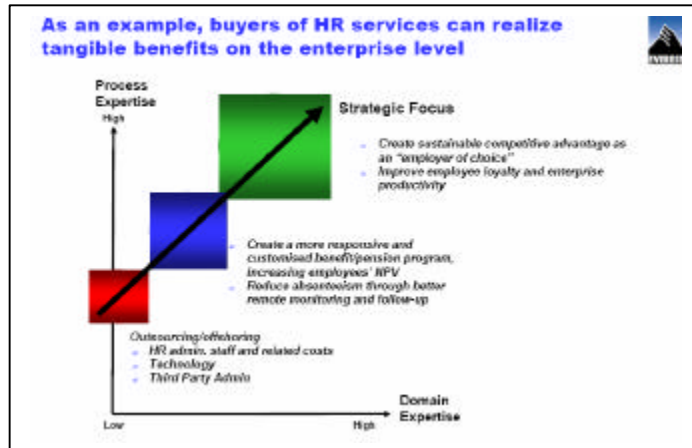 As an example, buyers of HR services can realize
tangible benefits on the enterprise level
EVEREST
Process
Expertise
High
Strategic Focus
Create sustainable competitive advantage as
an "employer of choice"
Improve employee loyalty and enterprise
productivity
Create a more responsive and
customised benefit/pension program,
increasing employees' NPV
Reduce absenteeism through better
remote monitoring and follow-up
Outsourcing/offshoring
HR admin. staff and related costs
Technology
Third Party Admin
Low
High
Domain
Expertise